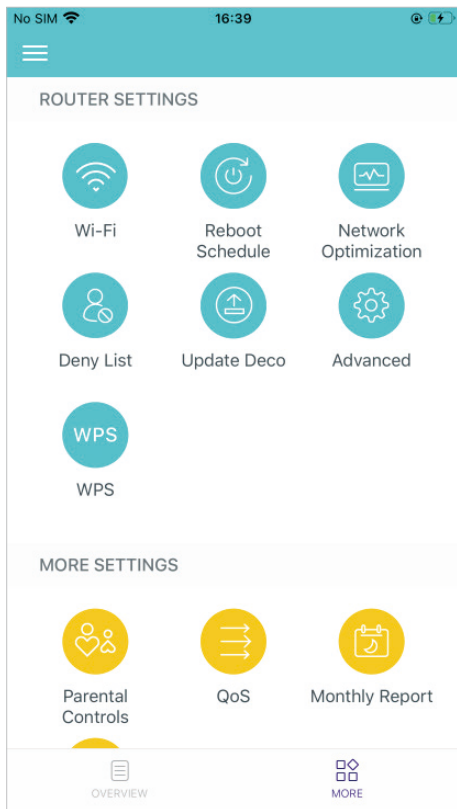 No SIM 16:39
ROUTER SETTINGS
Wi-Fi Reboot Schedule Network Optimization
Deny List Update Deco Advanced
WPS
WPS
MORE SETTINGS
Parental Controls QoS Monthly Report
OVERVIEW MORE